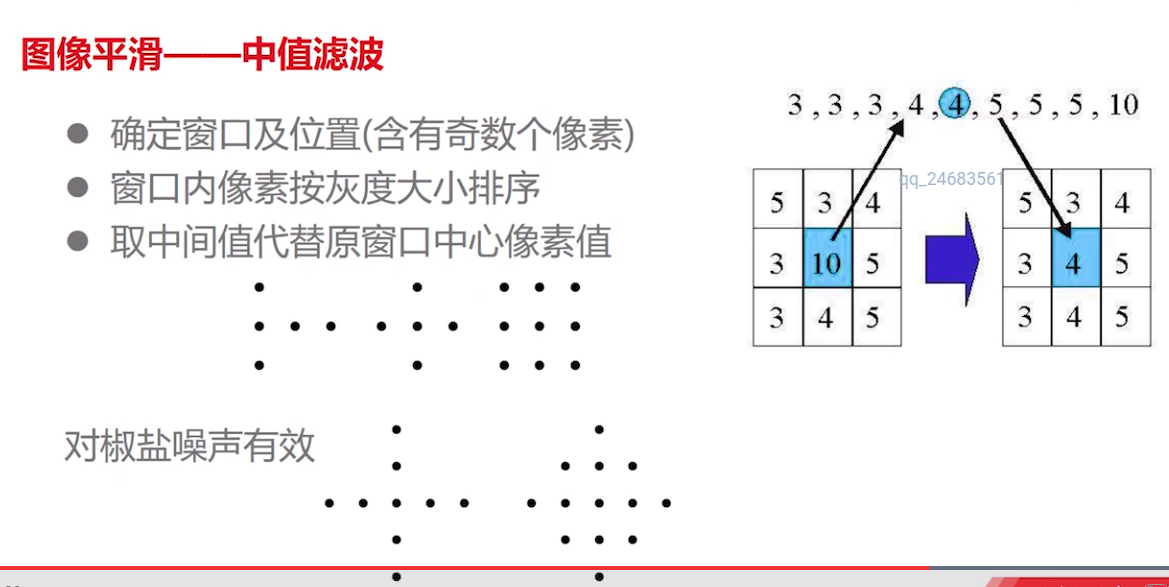 图像平滑——中值滤波
3 , 3 , 3 , 4 , 4 , 5 , 5 , 5 , 10
● 确定窗口及位置(含有奇数个像素)
● 窗口内像素按灰度大小排序
● 取中间值代替原窗口中心像素值
qq_24683561
5 3 4
3 10 5
3 4 5
5 3 4
3 4 5
3 4 5
对椒盐噪声有效